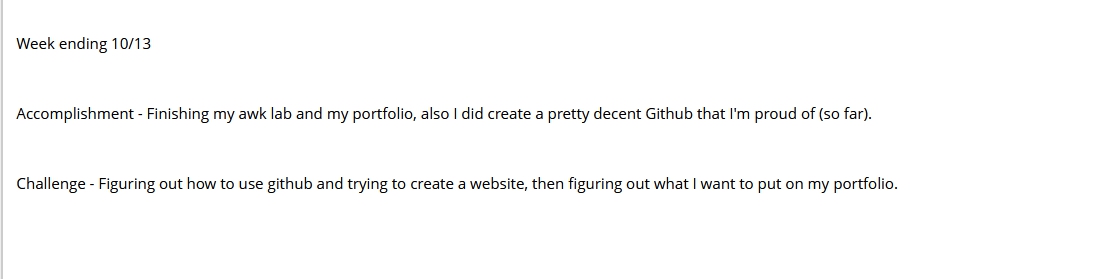 Week ending 10/13
Accomplishment - Finishing my awk lab and my portfolio, also I did create a pretty decent Github that I'm proud of (so far).
Challenge - Figuring out how to use github and trying to create a website, then figuring out what I want to put on my portfolio.